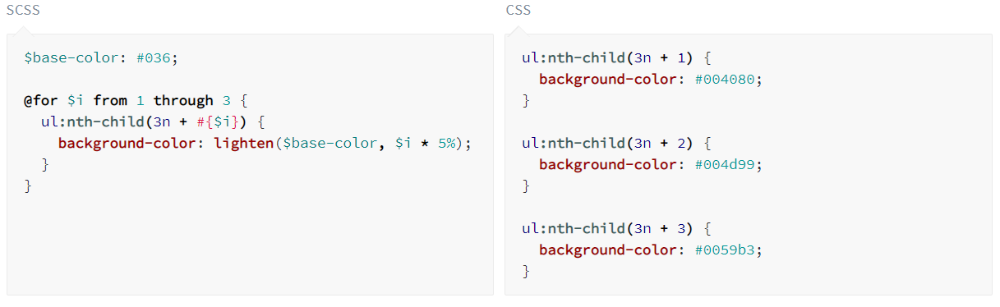 SCSS
$base-color: #036;
@for $i from 1 through 3 {
  ul:nth-child(3n + #{$i}) {
    background-color: lighten($base-color, $i * 5%);
  }
}
CSS
ul:nth-child(3n + 1) {
  background-color: #004080;
}
ul:nth-child(3n + 2) {
  background-color: #004d99;
}
ul:nth-child(3n + 3) {
  background-color: #0059b3;
}